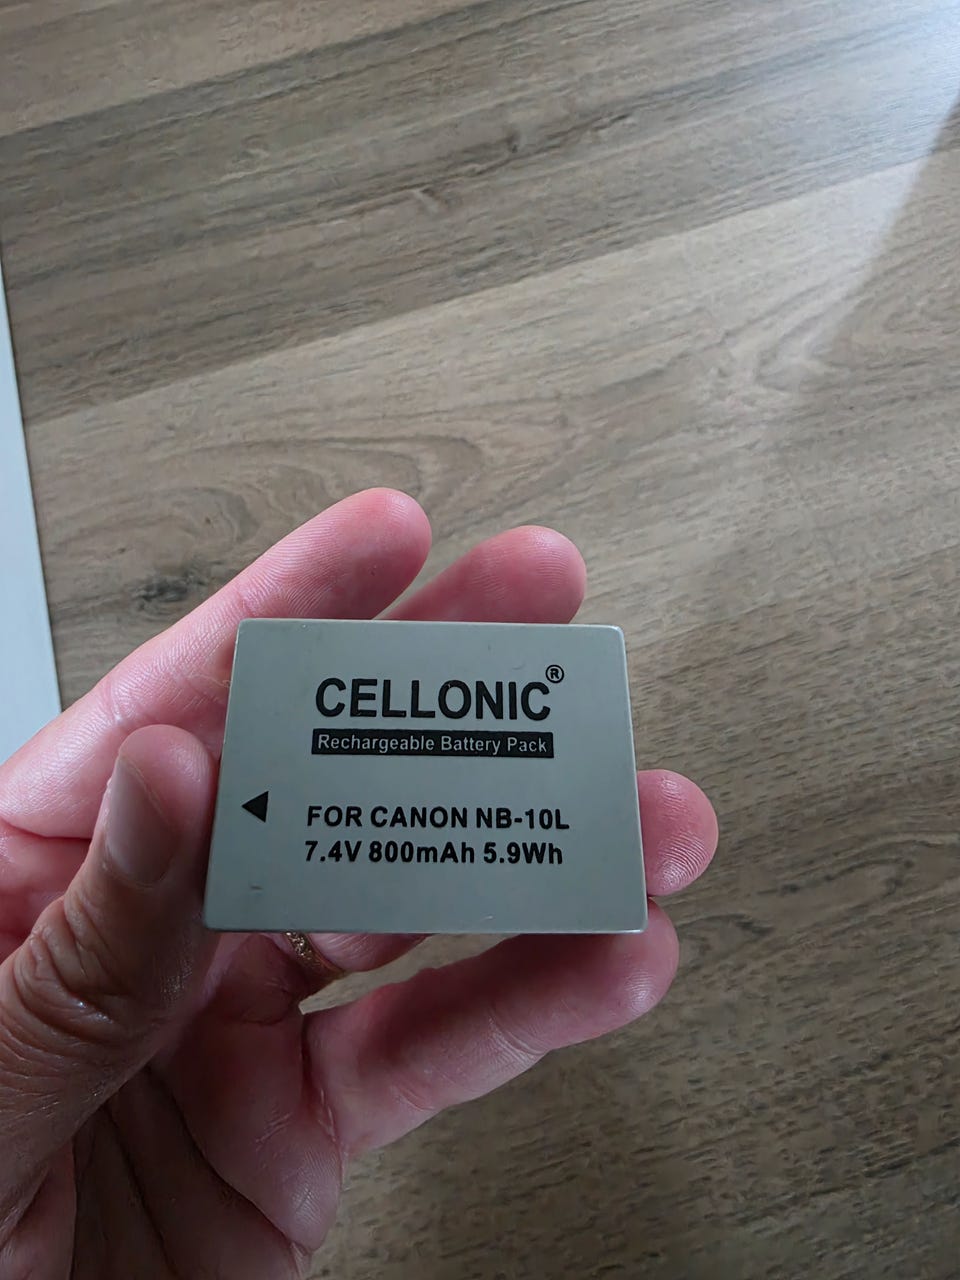 CELLONIC®
Rechargeable Battery Pack
FOR CANON NB-10L
7.4V 800mAh 5.9Wh